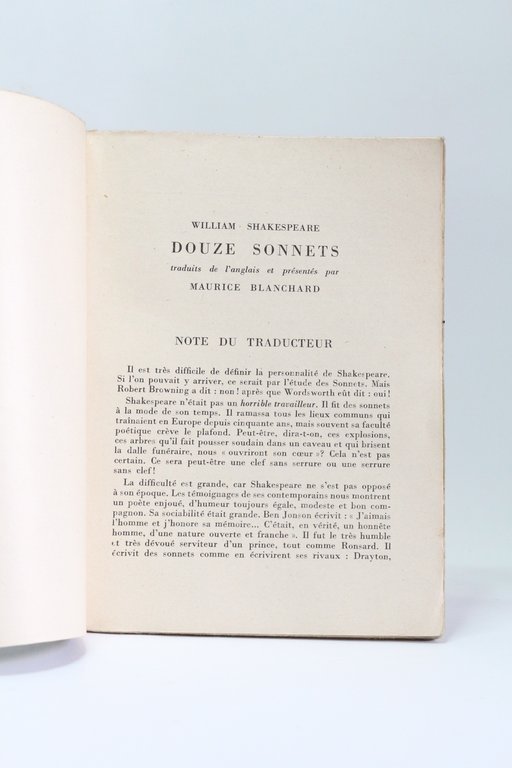 WILLIAM SHAKESPEARE
DOUZE SONNETS
traduits de l'anglais et présentés par
MAURICE BLANCHARD
NOTE DU TRADUCTEUR
Il est très difficile de définir la personnalité de Shakespeare.
Si l'on pouvait y arriver, ce serait par l'étude des Sonnets. Mais
Robert Browning a dit : non ! après que Wordsworth eût dit : oui !
Shakespeare n'était pas un horrible travailleur. Il fit des sonnets
à la mode de son temps. Il ramassa tous les lieux communs qui
traînaient en Europe depuis cinquante ans, mais souvent sa faculté
poétique crève le plafond. Peut-être, dira-t-on, ces explosions,
ces arbres qu'il fait pousser soudain dans un caveau et qui brisent
la dalle funéraire, nous « ouvriront son cœur »? Cela n'est pas
certain. Ce sera peut-être une clef sans serrure ou une serrure
sans clef !
La difficulté est grande, car Shakespeare ne s'est pas opposé
à son époque. Les témoignages de ses contemporains nous montrent
un poète enjoué, d'humeur toujours égale, modeste et bon com-
pagnon. Sa sociabilité était grande. Ben Jonson écrivit : « J'aimais
l'homme et j'honore sa mémoire... C'était, en vérité, un honnête
homme, d'une nature ouverte et franche ». Il fut le très humble
et très dévoué serviteur d'un prince, tout comme Ronsard. Il
écrivit des sonnets comme en écrivirent ses rivaux : Drayton,